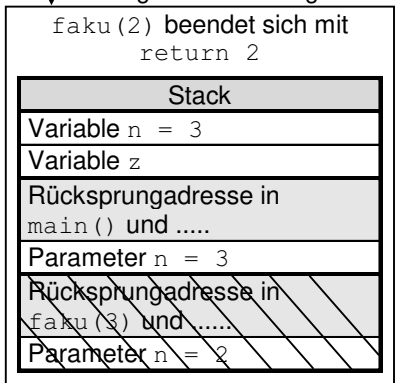 faku(2) beendet sich mit
return 2
Stack
Variable n = 3
Variable z
Rücksprungadresse in
main() und .....
Parameter n = 3
Rücksprungadresse in
faku(3) und ......
Parameter n = 2